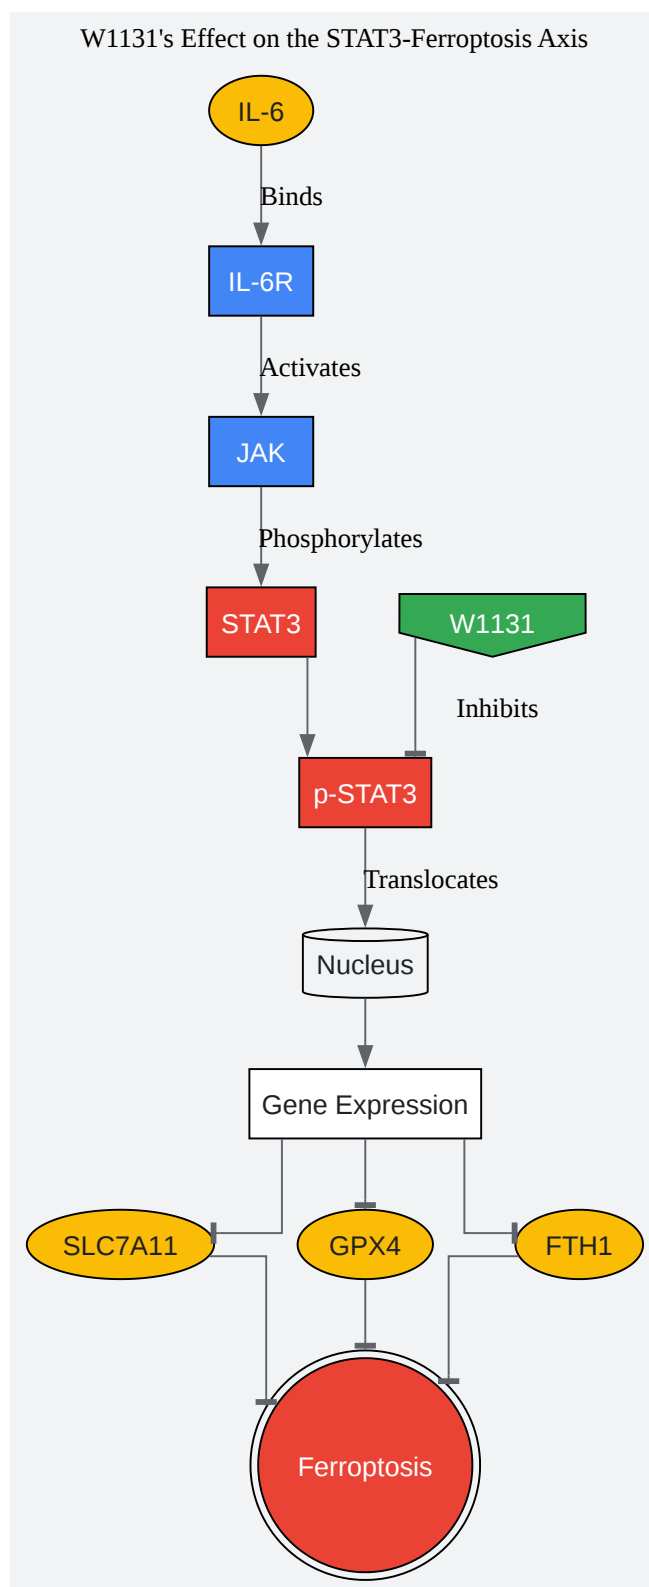 W1131's Effect on the STAT3-Ferroptosis Axis
IL-6
Binds
IL-6R
Activates
JAK
Phosphorylates
STAT3
W1131
Inhibits
p-STAT3
Translocates
Nucleus
Gene Expression
SLC7A11
GPX4
FTH1
Ferroptosis